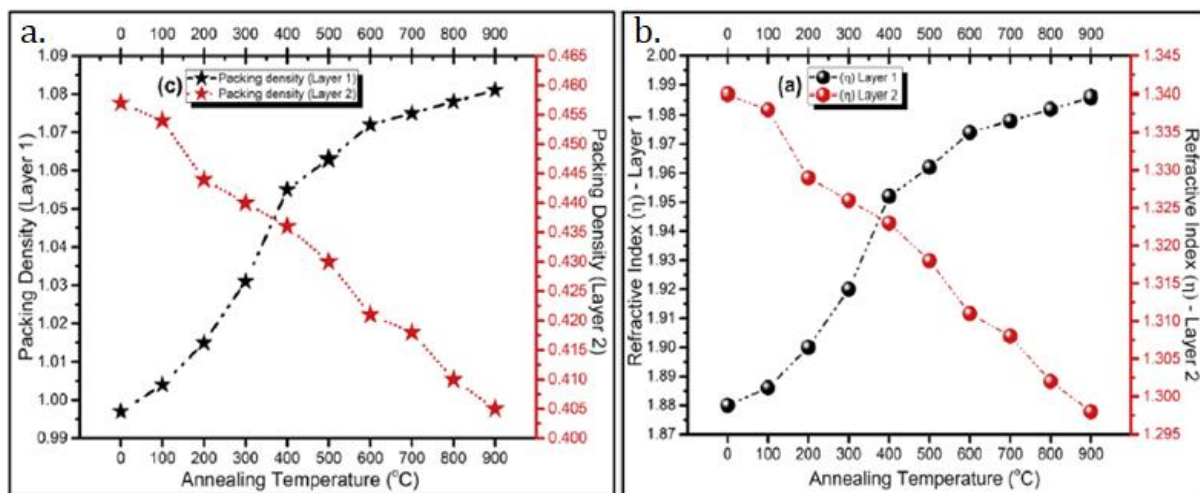 a.
0 100 200 300 400 500 600 700 800 900
(c)
Packing density (Layer 1)
Packing density (Layer 2)
Packing Density (Layer 1)
1.09
1.08
1.07
1.06
1.05
1.04
1.03
1.02
1.01
1.00
0.99
0.465
0.460
0.455
0.450
0.445
0.440
0.435
0.430
0.425
0.420
0.415
0.410
0.405
0.400
Packing Density (Layer 2)
0 100 200 300 400 500 600 700 800 900
Annealing Temperature (°C)
b.
0 100 200 300 400 500 600 700 800 900
(a)
(η) Layer 1
(η) Layer 2
Refractive Index (η) - Layer 1
2.00
1.99
1.98
1.96
1.95
1.93
1.92
1.90
1.89
1.88
1.87
1.345
1.340
1.335
1.330
1.325
1.324
1.320
1.315
1.310
1.305
1.300
1.295
Refractive Index (η) - Layer 2
0 100 200 300 400 500 600 700 800 900
Annealing Temperature (°C)